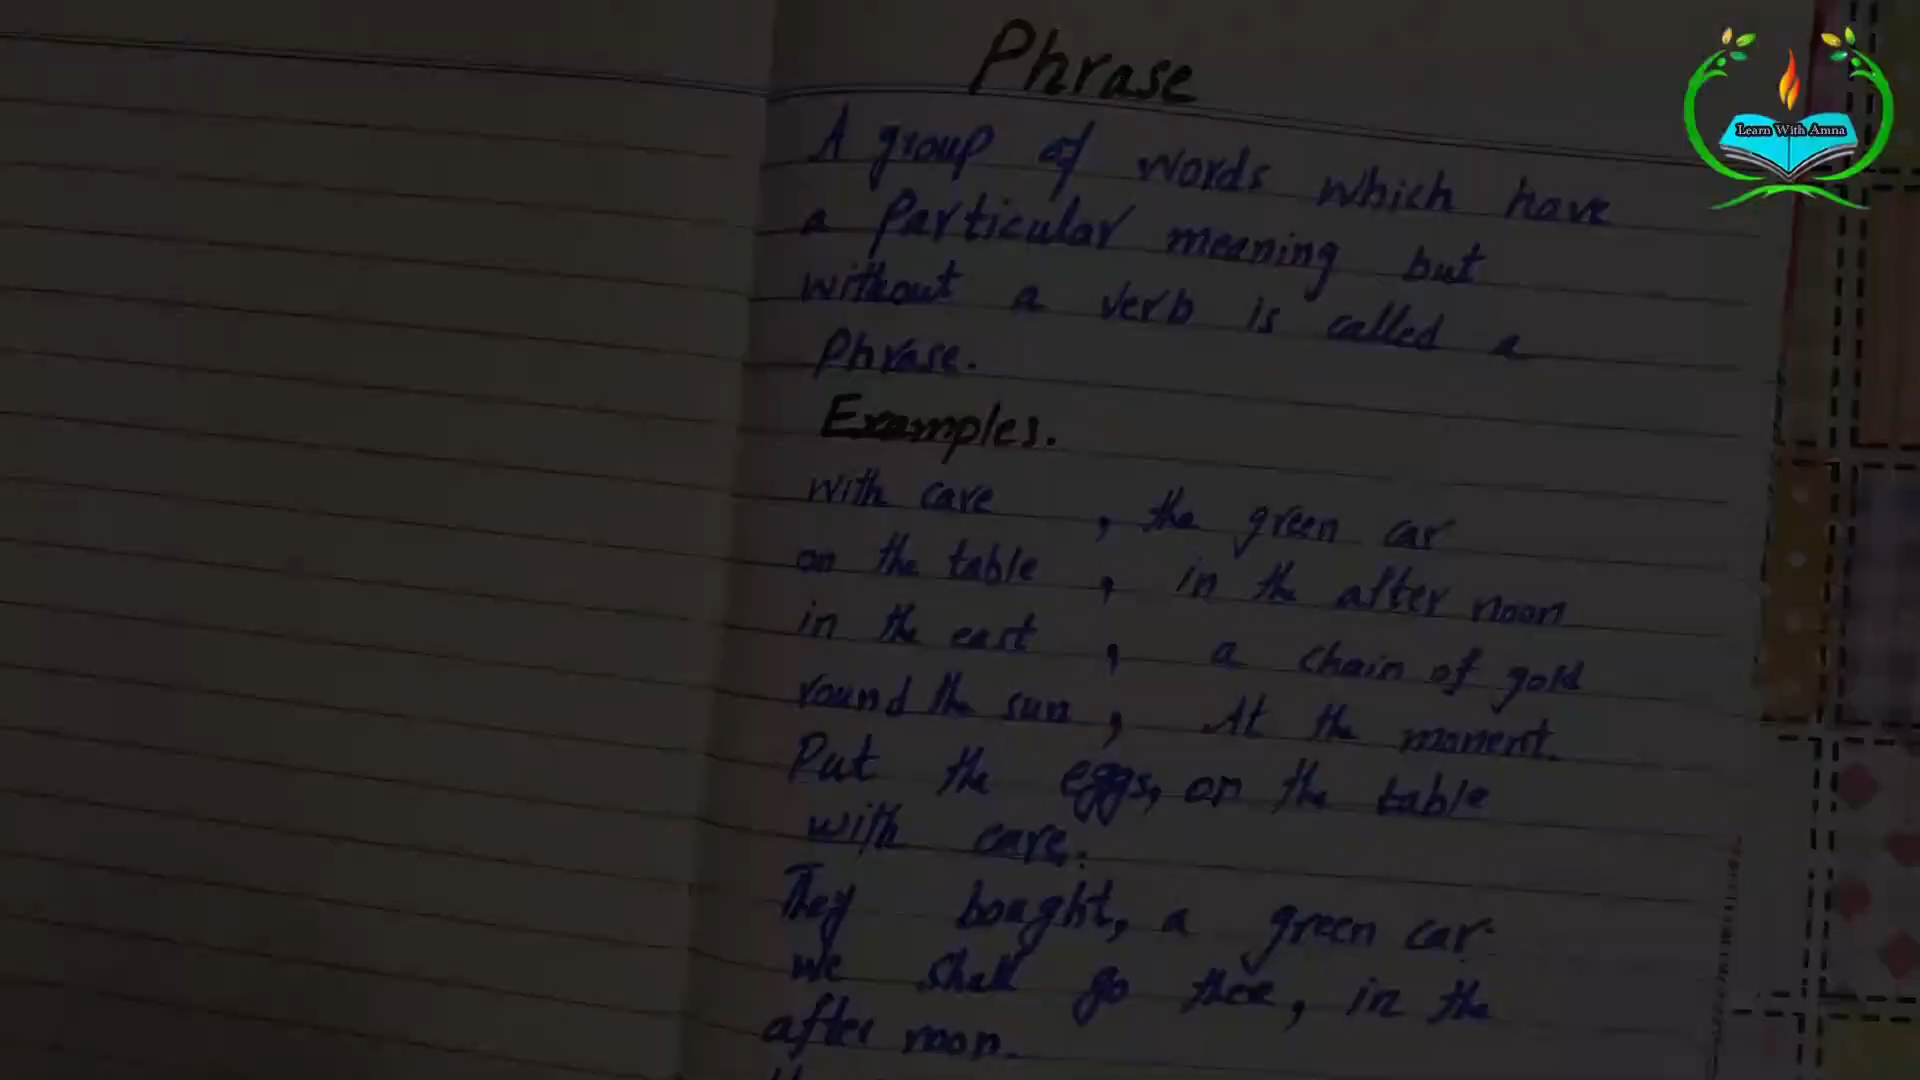 Phrase
Learn With Amna
A group of words which have
a Particular meaning but
without a verb is called a
Phrase.
Examples.
with care , the green car
on the table , in the after noon
in the east , a chain of gold
round the sun , At the moment.
Put the eggs, on the table
with care.
They bought, a green car.
we shall go there, in the
after noon.